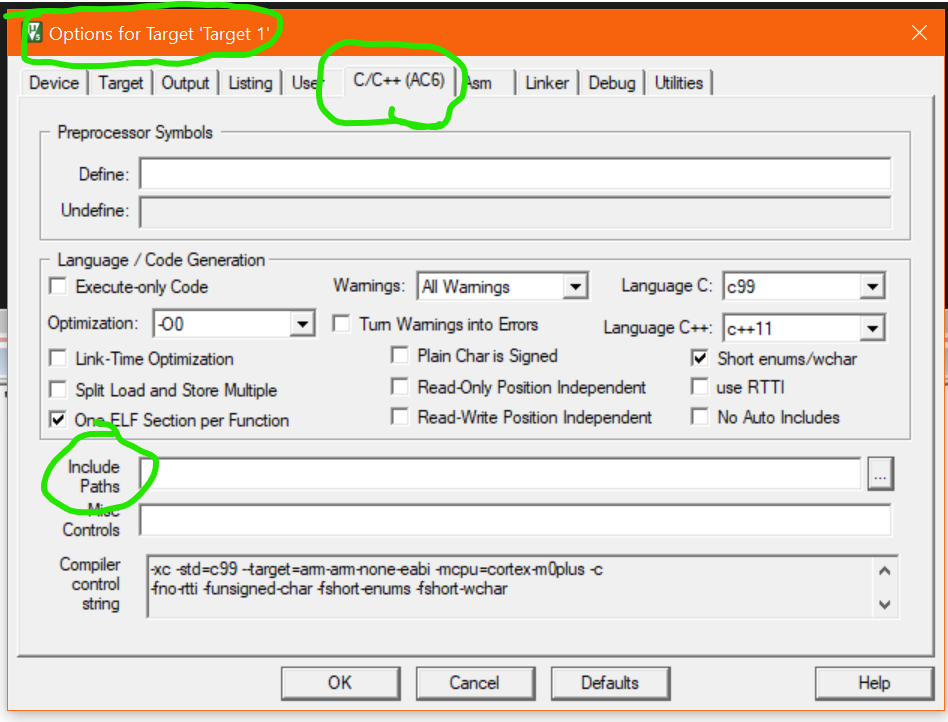 Options for Target 'Target 1'
Device Target Output Listing User C/C++ (AC6) Asm Linker Debug Utilities
Preprocessor Symbols
Define:
Undefine:
Language / Code Generation
Execute-only Code Warnings: All Warnings Language C: c99
Optimization: -O0 Turn Warnings into Errors Language C++: c++11
Link-Time Optimization Plain Char is Signed Short enums/wchar
Split Load and Store Multiple Read-Only Position Independent use RTTI
One ELF Section per Function Read-Write Position Independent No Auto Includes
Include
Paths
...
Misc
Controls
Compiler
control
string
-xc -std=c99 --target=arm-arm-none-eabi -mcpu=cortex-m0plus -c
-fno-rtti -funsigned-char -fshort-enums -fshort-wchar
OK Cancel Defaults Help